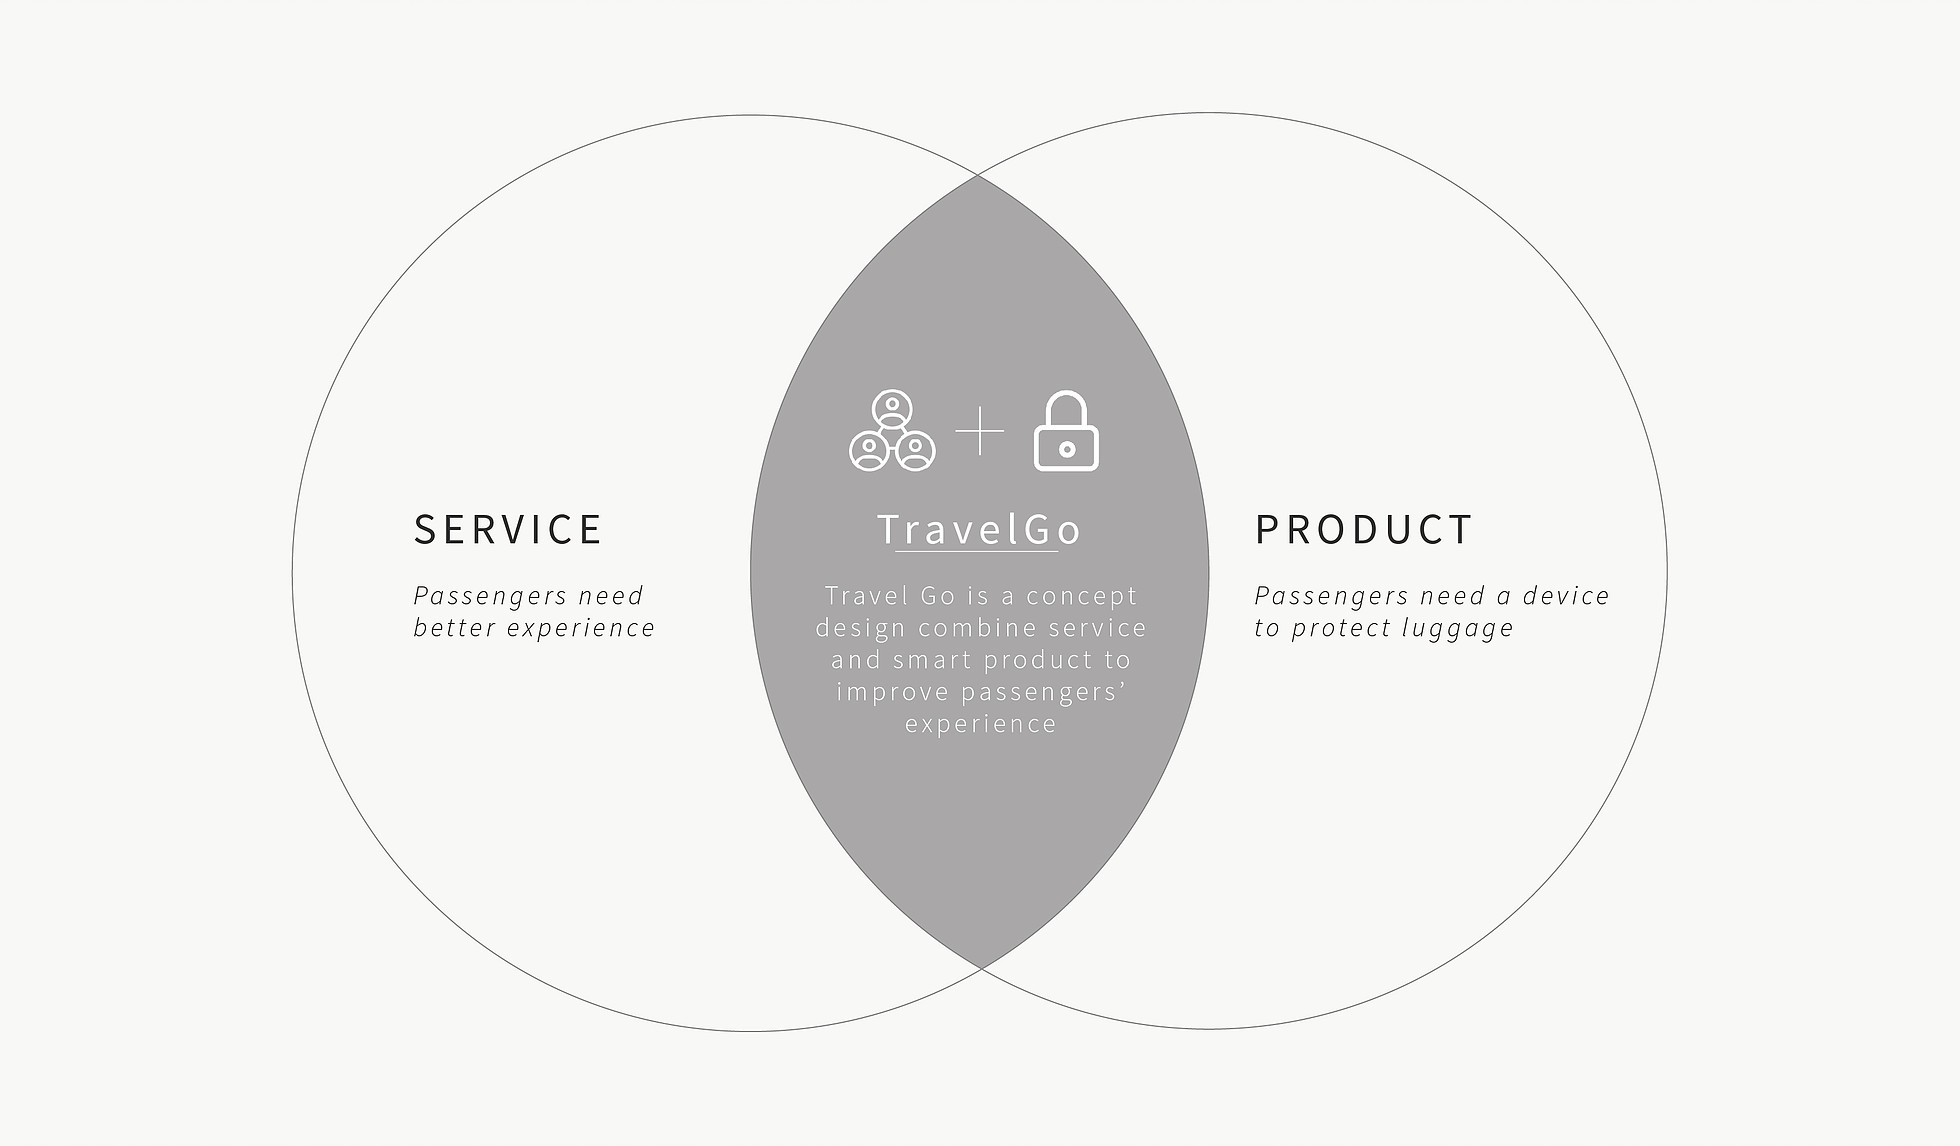 SERVICE
Passengers need
better experience
TravelGo
Travel Go is a concept
design combine service
and smart product to
improve passengers’
experience
PRODUCT
Passengers need a device
to protect luggage